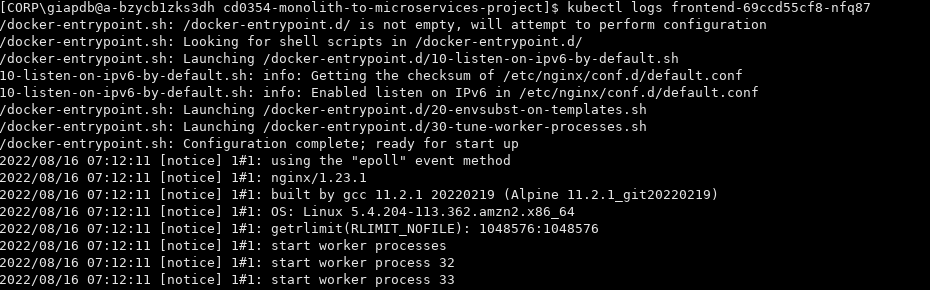 [CORP\giapdb@a-bzycb1zks3dh cd0354-monolith-to-microservices-project]$ kubectl logs frontend-69ccd55cf8-nfq87
/docker-entrypoint.sh: /docker-entrypoint.d/ is not empty, will attempt to perform configuration
/docker-entrypoint.sh: Looking for shell scripts in /docker-entrypoint.d/
/docker-entrypoint.sh: Launching /docker-entrypoint.d/10-listen-on-ipv6-by-default.sh
10-listen-on-ipv6-by-default.sh: info: Getting the checksum of /etc/nginx/conf.d/default.conf
10-listen-on-ipv6-by-default.sh: info: Enabled listen on IPv6 in /etc/nginx/conf.d/default.conf
/docker-entrypoint.sh: Launching /docker-entrypoint.d/20-envsubst-on-templates.sh
/docker-entrypoint.sh: Launching /docker-entrypoint.d/30-tune-worker-processes.sh
/docker-entrypoint.sh: Configuration complete; ready for start up
2022/08/16 07:12:11 [notice] 1#1: using the "epoll" event method
2022/08/16 07:12:11 [notice] 1#1: nginx/1.23.1
2022/08/16 07:12:11 [notice] 1#1: built by gcc 11.2.1 20220219 (Alpine 11.2.1_git20220219)
2022/08/16 07:12:11 [notice] 1#1: OS: Linux 5.4.204-113.362.amzn2.x86_64
2022/08/16 07:12:11 [notice] 1#1: getrlimit(RLIMIT_NOFILE): 1048576:1048576
2022/08/16 07:12:11 [notice] 1#1: start worker processes
2022/08/16 07:12:11 [notice] 1#1: start worker process 32
2022/08/16 07:12:11 [notice] 1#1: start worker process 33